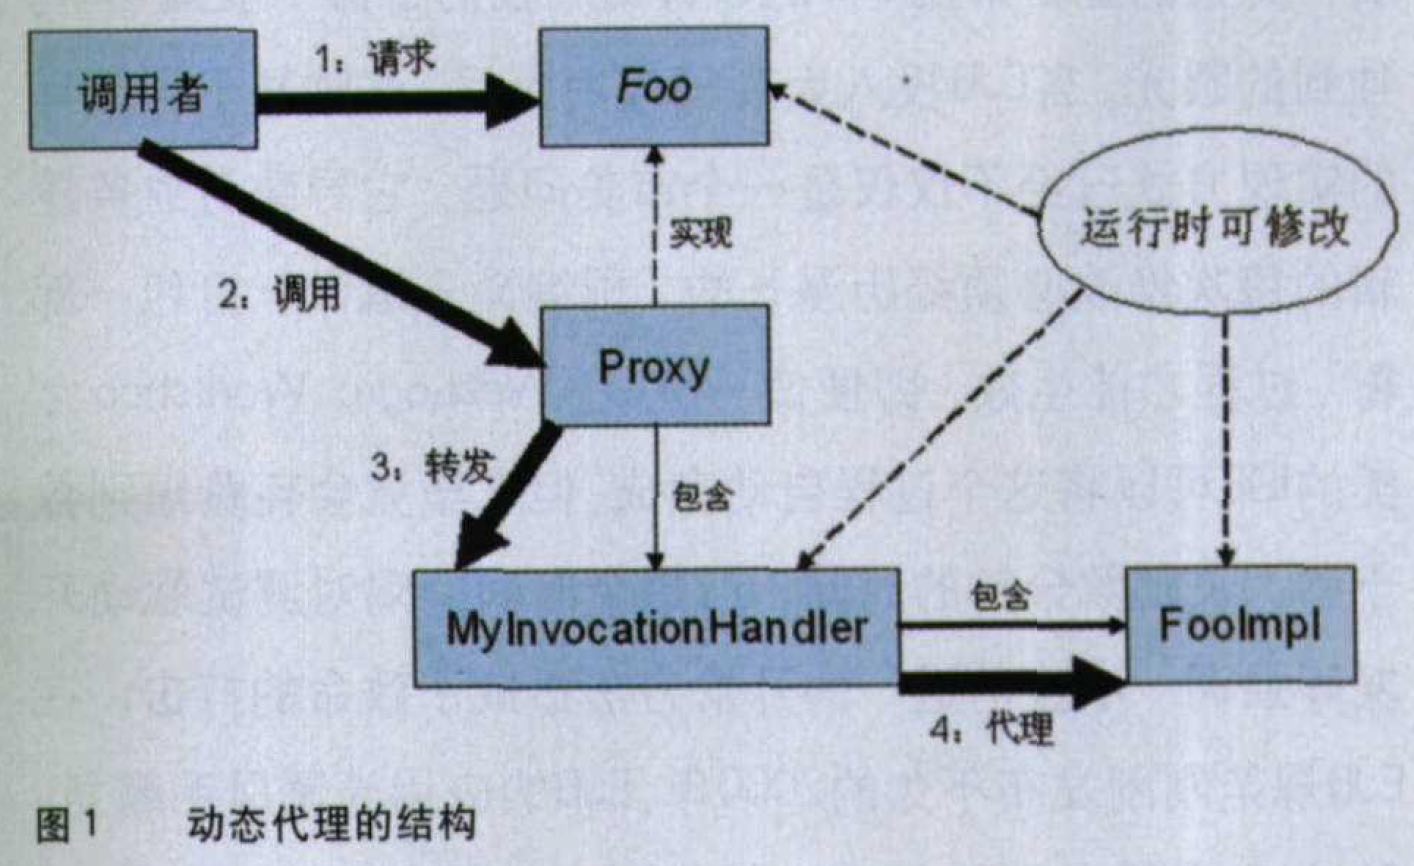 1：请求
调用者
Foo
运行时可修改
实现
2：调用
Proxy
3：转发
包含
包含
MyInvocationHandler
FooImpl
4：代理
图1 动态代理的结构